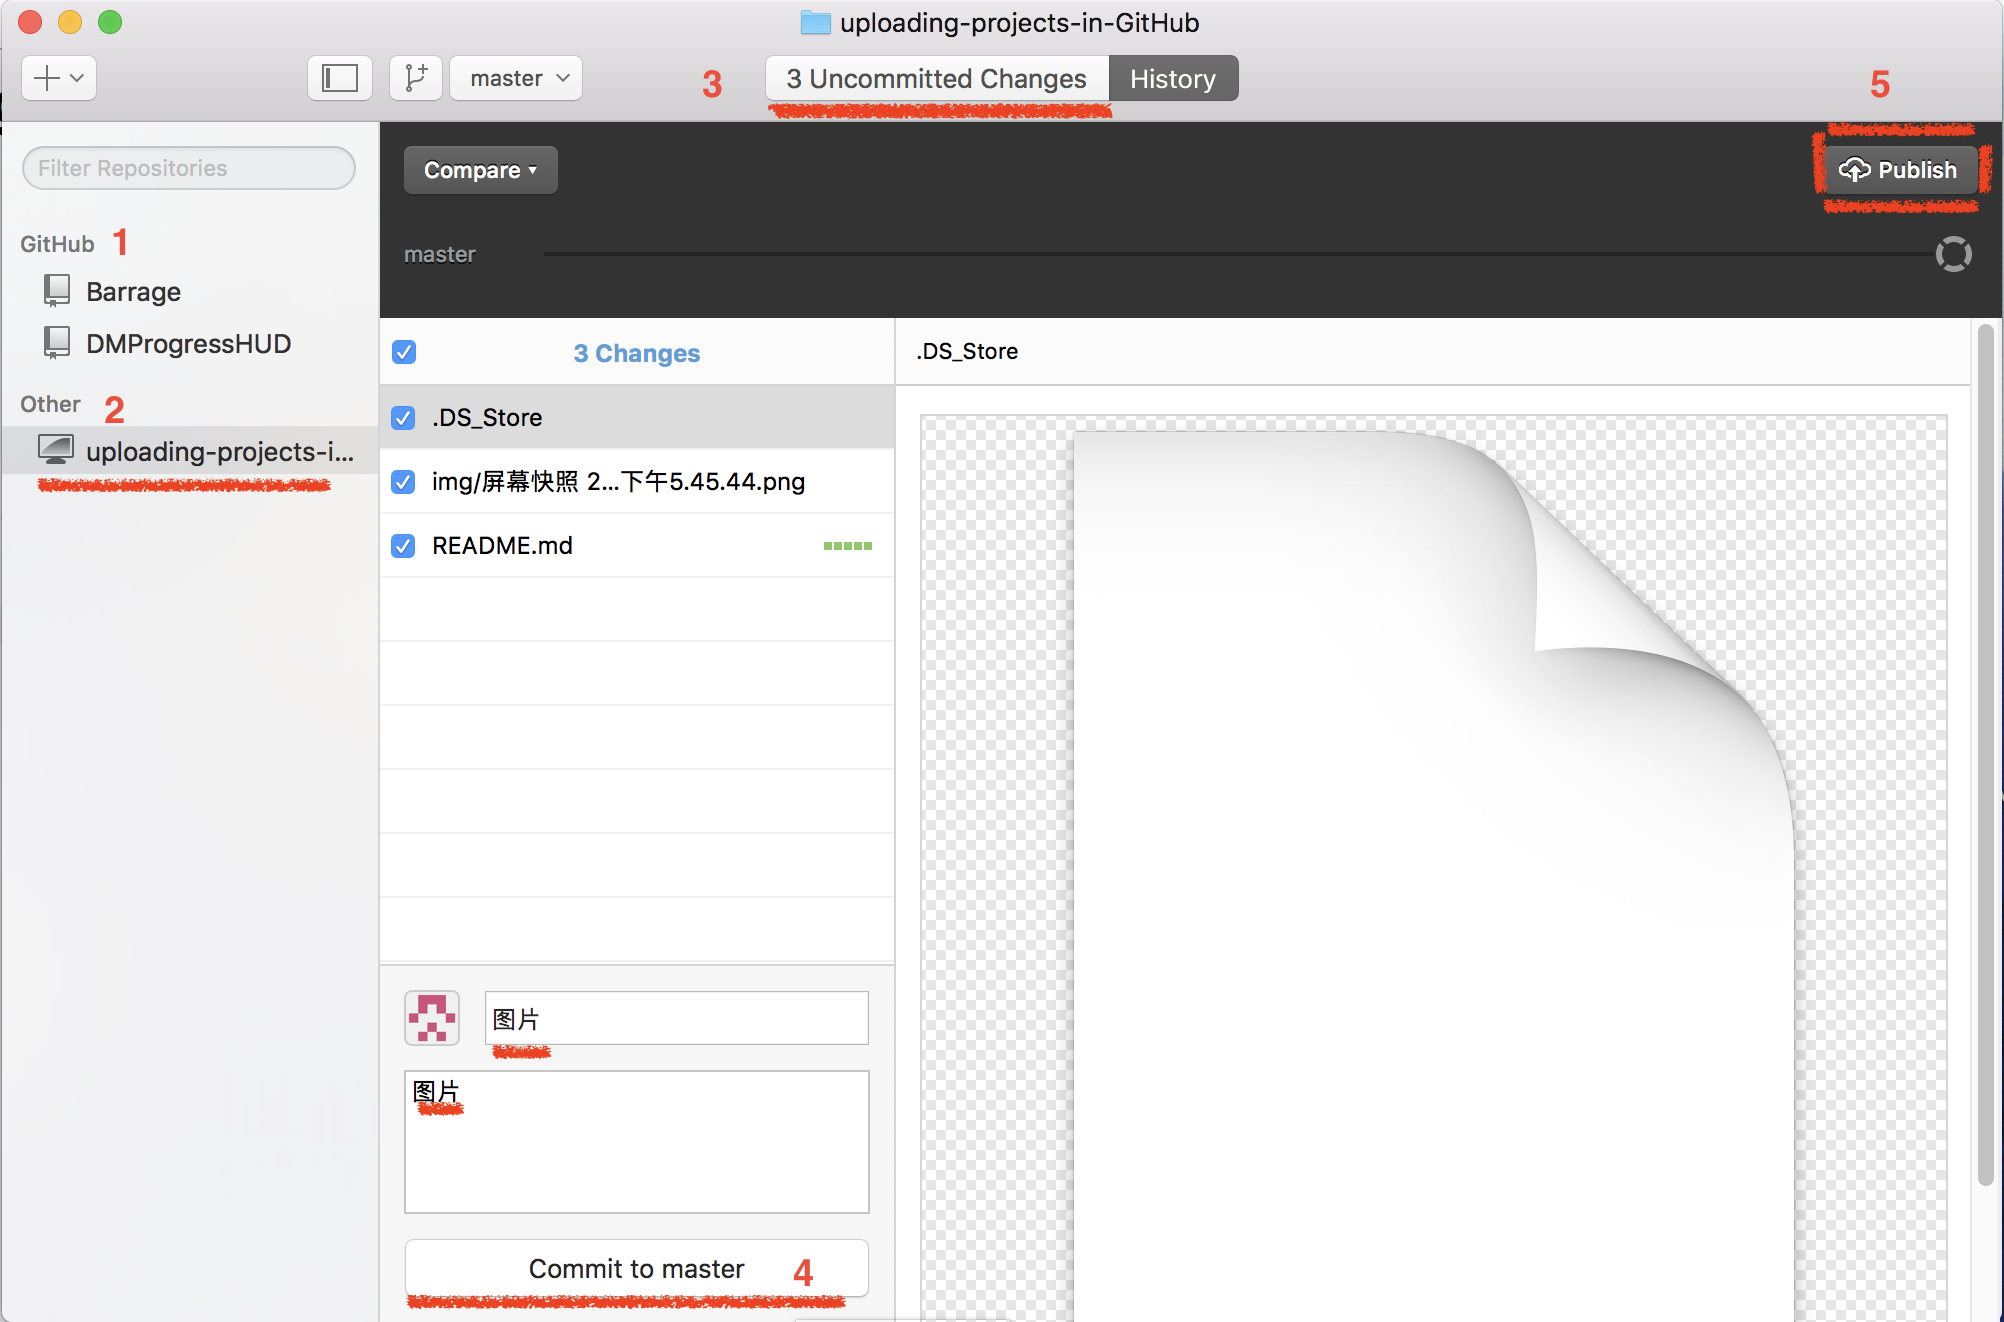 uploading-projects-in-GitHub
master
3
3 Uncommitted Changes
History
5
Filter Repositories
Compare
Publish
GitHub 1
master
Barrage
DMProgressHUD
3 Changes
.DS_Store
Other 2
uploading-projects-i...
.DS_Store
img/屏幕快照 2...下午5.45.44.png
README.md
图片
图片
Commit to master 4